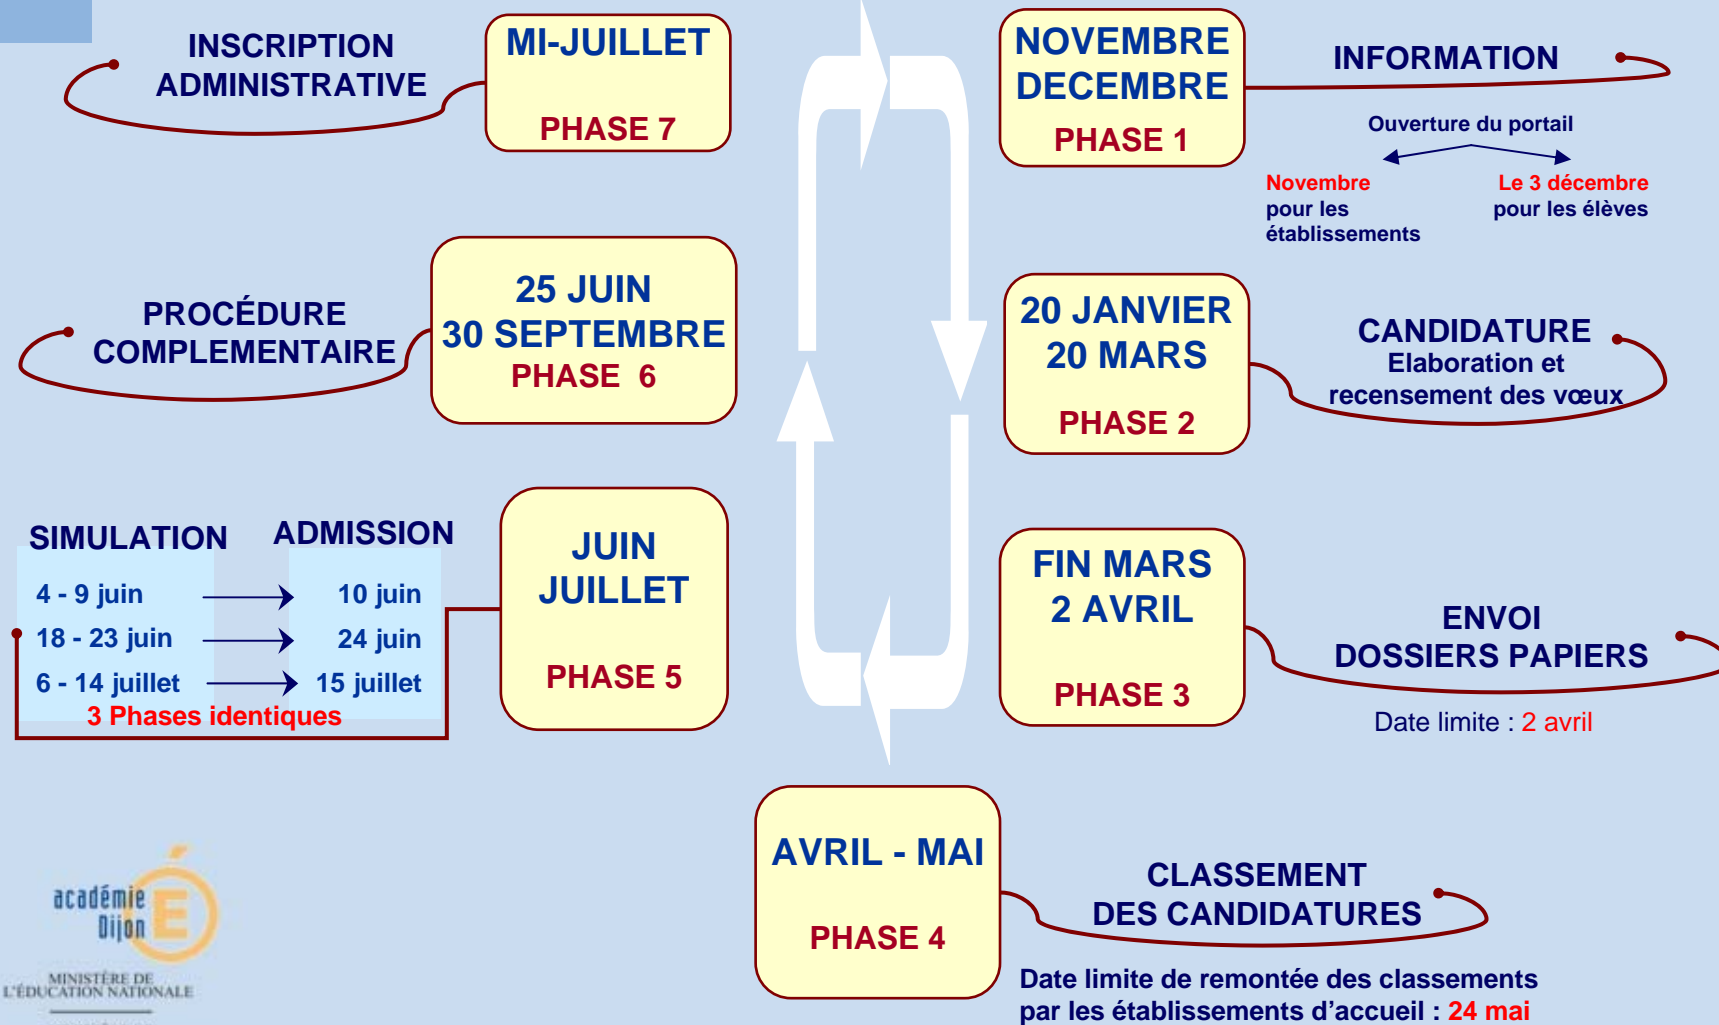 INSCRIPTION
ADMINISTRATIVE
MI-JUILLET
PHASE 7
NOVEMBRE
DECEMBRE
PHASE 1
INFORMATION
Ouverture du portail
Novembre
pour les
établissements
Le 3 décembre
pour les élèves
PROCÉDURE
COMPLEMENTAIRE
25 JUIN
30 SEPTEMBRE
PHASE 6
20 JANVIER
20 MARS
PHASE 2
CANDIDATURE
Elaboration et
recensement des vœux
SIMULATION
ADMISSION
4 - 9 juin
10 juin
18 - 23 juin
24 juin
6 - 14 juillet
15 juillet
3 Phases identiques
JUIN
JUILLET
PHASE 5
FIN MARS
2 AVRIL
PHASE 3
ENVOI
DOSSIERS PAPIERS
Date limite : 2 avril
AVRIL - MAI
PHASE 4
CLASSEMENT
DES CANDIDATURES
Date limite de remontée des classements
par les établissements d'accueil : 24 mai
académie
Dijon
MINISTÈRE DE
L'ÉDUCATION NATIONALE